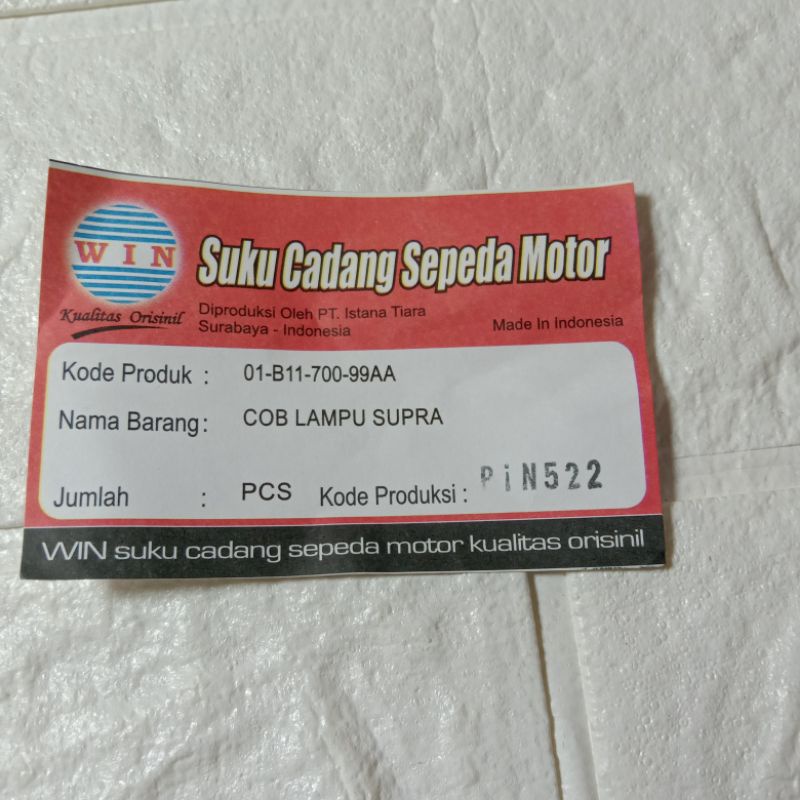 WIN
Kualitas Orisinil
Suku Cadang Sepeda Motor
Diproduksi Oleh PT. Istana Tiara
Surabaya - Indonesia
Made In Indonesia
Kode Produk : 01-B11-700-99AA
Nama Barang : COB LAMPU SUPRA
Jumlah : PCS Kode Produksi : PiN522
WIN suku cadang sepeda motor kualitas orisinil